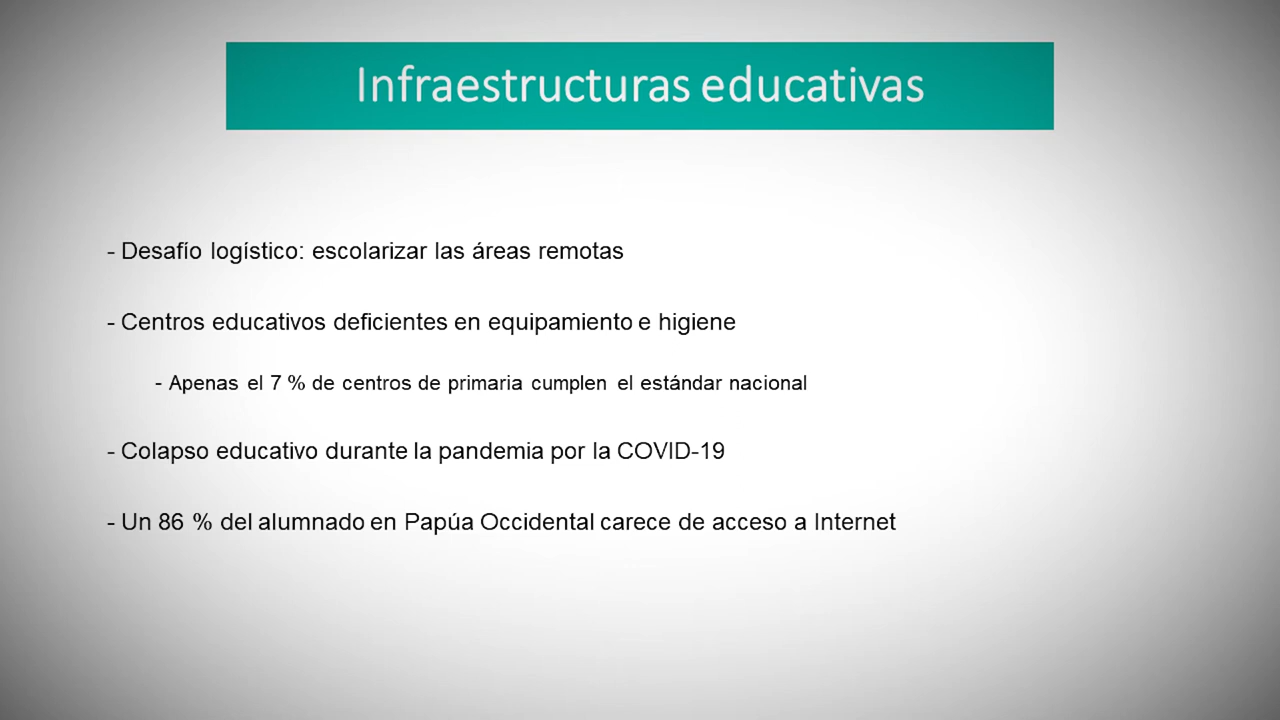 Infraestructuras educativas
- Desafío logístico: escolarizar las áreas remotas
- Centros educativos deficientes en equipamiento e higiene
- Apenas el 7 % de centros de primaria cumplen el estándar nacional
- Colapso educativo durante la pandemia por la COVID-19
- Un 86 % del alumnado en Papúa Occidental carece de acceso a Internet